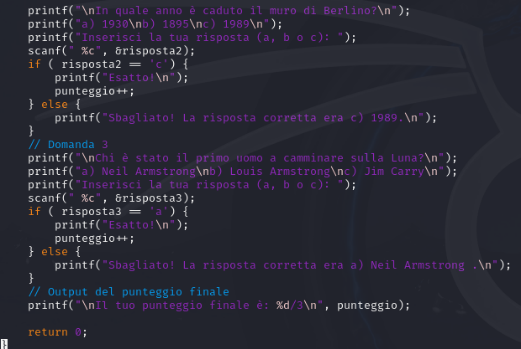 printf("\nIn quale anno è caduto il muro di Berlino?\n");
printf("a) 1930\nb) 1895\nc) 1989\n");
printf("Inserisci la tua risposta (a, b o c): ");
scanf(" %c", &risposta2);
if ( risposta2 == 'c') {
printf("Esatto!\n");
punteggio++;
} else {
printf("Sbagliato! La risposta corretta era c) 1989.\n");
}
// Domanda 3
printf("\nChi è stato il primo uomo a camminare sulla Luna?\n");
printf("a) Neil Armstrong\nb) Louis Armstrong\nc) Jim Carry\n");
printf("Inserisci la tua risposta (a, b o c): ");
scanf(" %c", &risposta3);
if ( risposta3 == 'a') {
printf("Esatto!\n");
punteggio++;
} else {
printf("Sbagliato! La risposta corretta era a) Neil Armstrong .\n");
}
// Output del punteggio finale
printf("\nIl tuo punteggio finale è: %d/3\n", punteggio);
return 0;
}